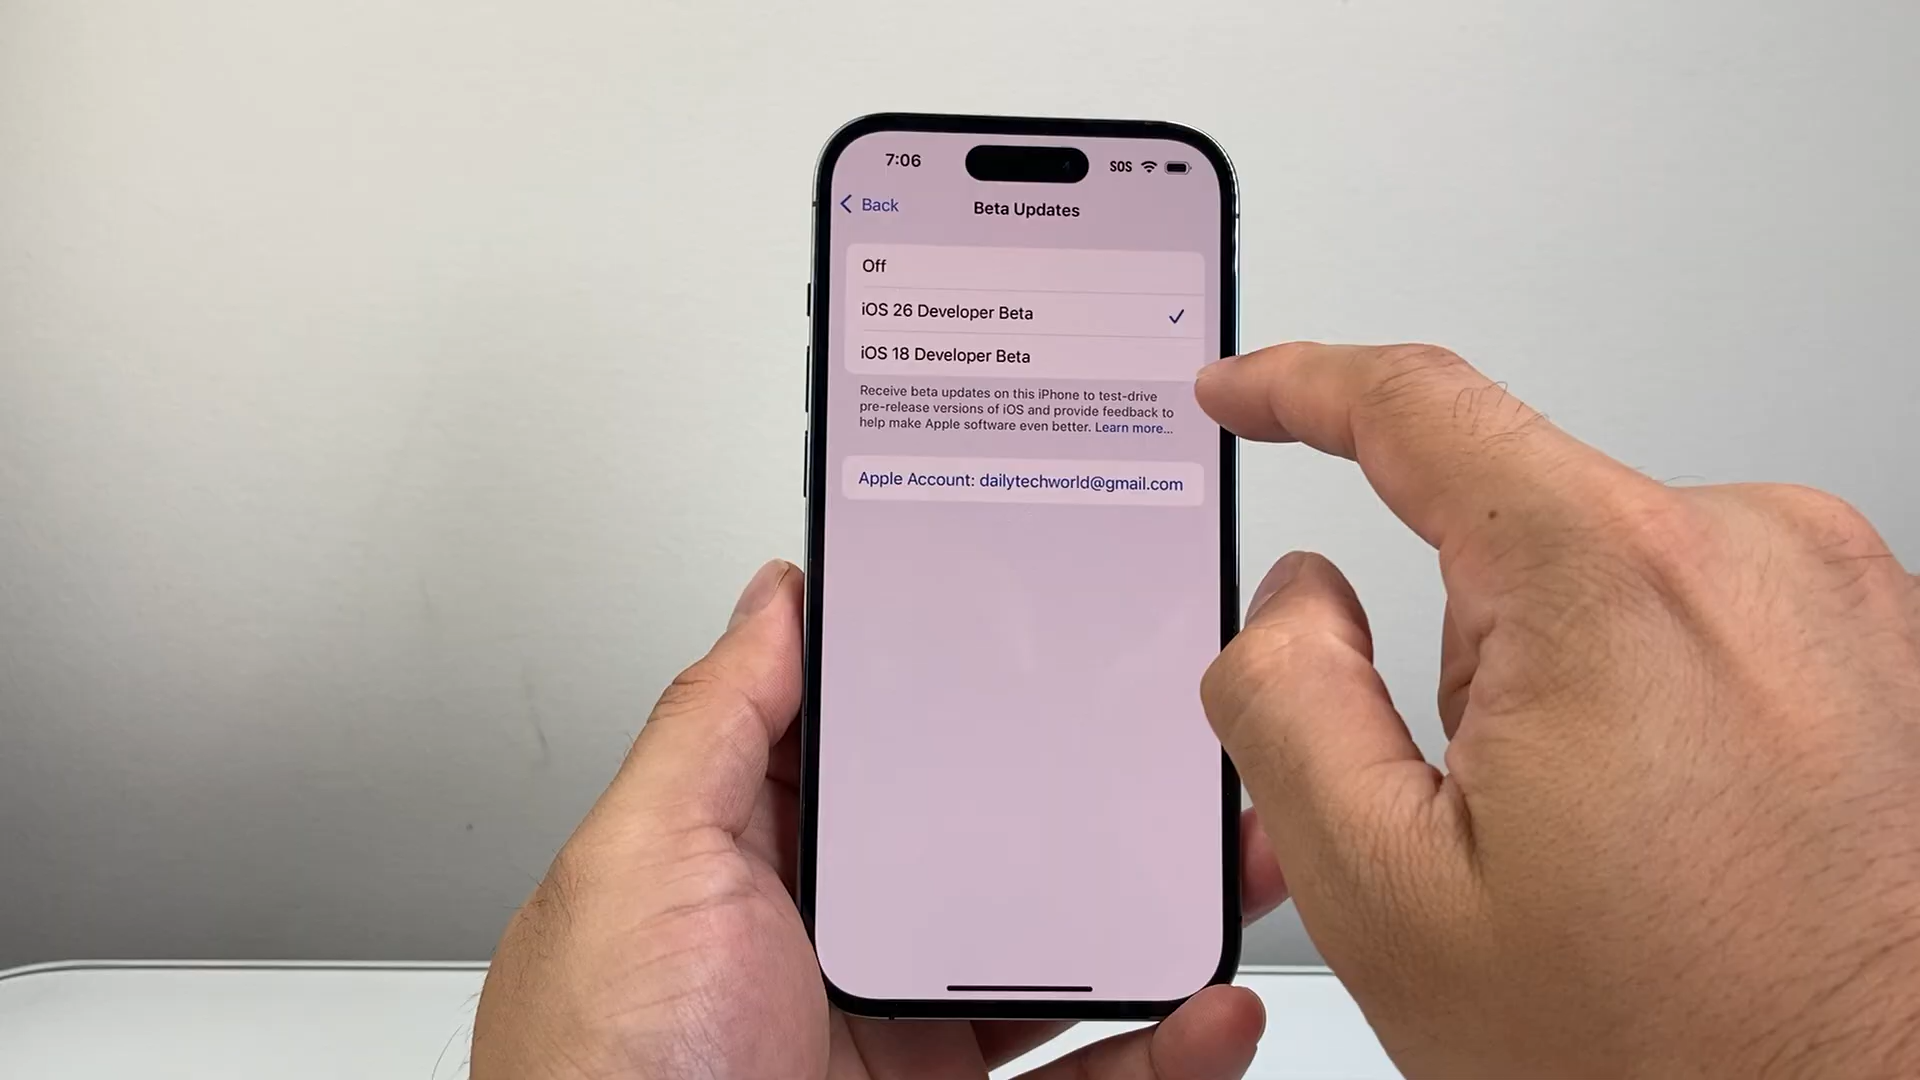 7:06
SOS
Back
Beta Updates
Off
iOS 26 Developer Beta
iOS 18 Developer Beta
Receive beta updates on this iPhone to test-drive
pre-release versions of iOS and provide feedback to
help make Apple software even better. Learn more...
Apple Account: dailytechworld@gmail.com